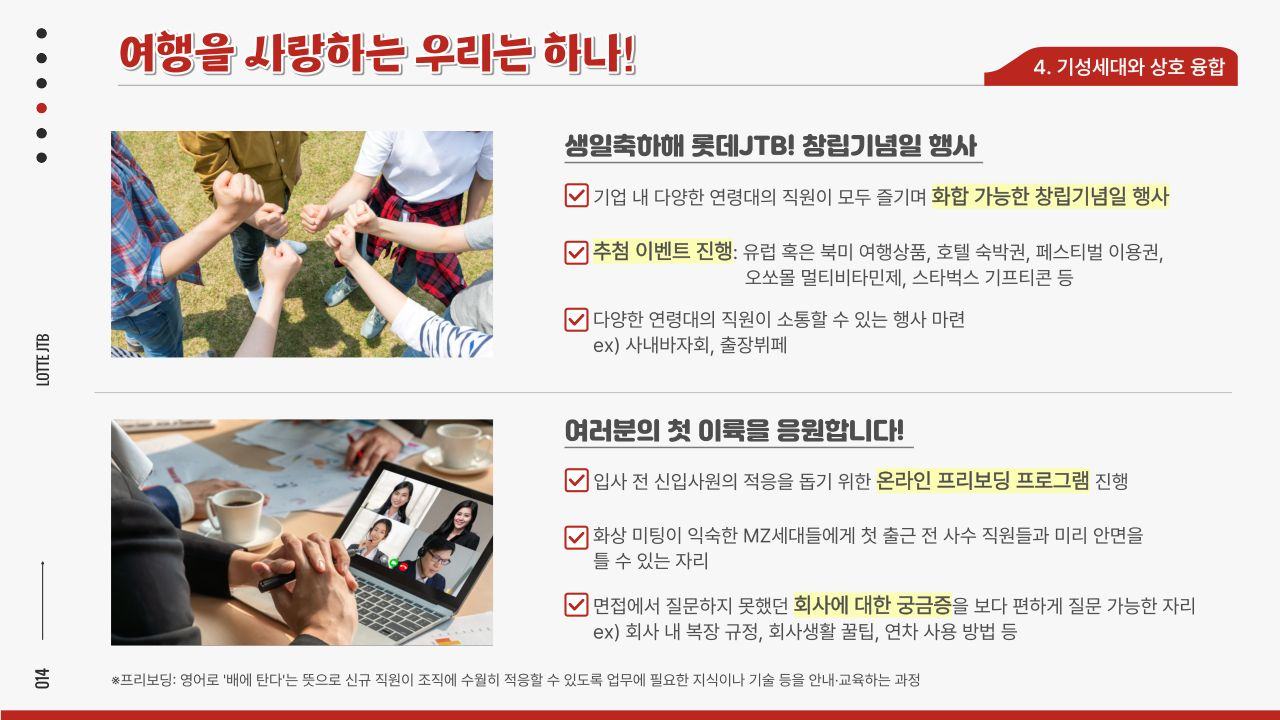 여행을 사랑하는 우리는 하나!
4. 기성세대와 상호 융합
생일축하해 롯데JTB! 창립기념일 행사
기업 내 다양한 연령대의 직원이 모두 즐기며 화합 가능한 창립기념일 행사
추첨 이벤트 진행: 유럽 혹은 북미 여행상품, 호텔 숙박권, 페스티벌 이용권,
오쏘몰 멀티비타민제, 스타벅스 기프티콘 등
다양한 연령대의 직원이 소통할 수 있는 행사 마련
ex) 사내바자회, 출장뷔페
LOTTE JTB
여러분의 첫 이륙을 응원합니다!
입사 전 신입사원의 적응을 돕기 위한 온라인 프리보딩 프로그램 진행
화상 미팅이 익숙한 MZ세대들에게 첫 출근 전 사수 직원들과 미리 안면을
틀 수 있는 자리
면접에서 질문하지 못했던 회사에 대한 궁금증을 보다 편하게 질문 가능한 자리
ex) 회사 내 복장 규정, 회사생활 꿀팁, 연차 사용 방법 등
014
※프리보딩: 영어로 '배에 탄다'는 뜻으로 신규 직원이 조직에 수월히 적응할 수 있도록 업무에 필요한 지식이나 기술 등을 안내·교육하는 과정